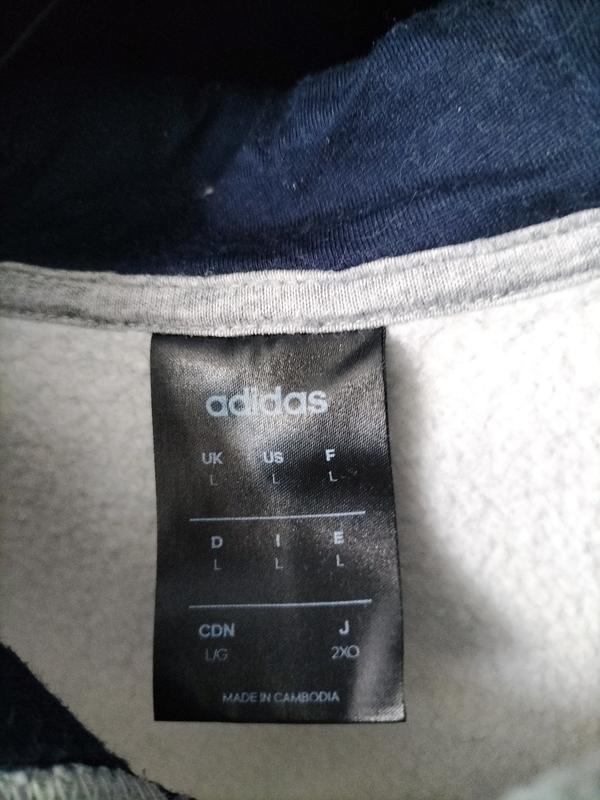 adidas
UK US F
L L L
D I E
L L L
CDN J
L/G 2XO
MADE IN CAMBODIA